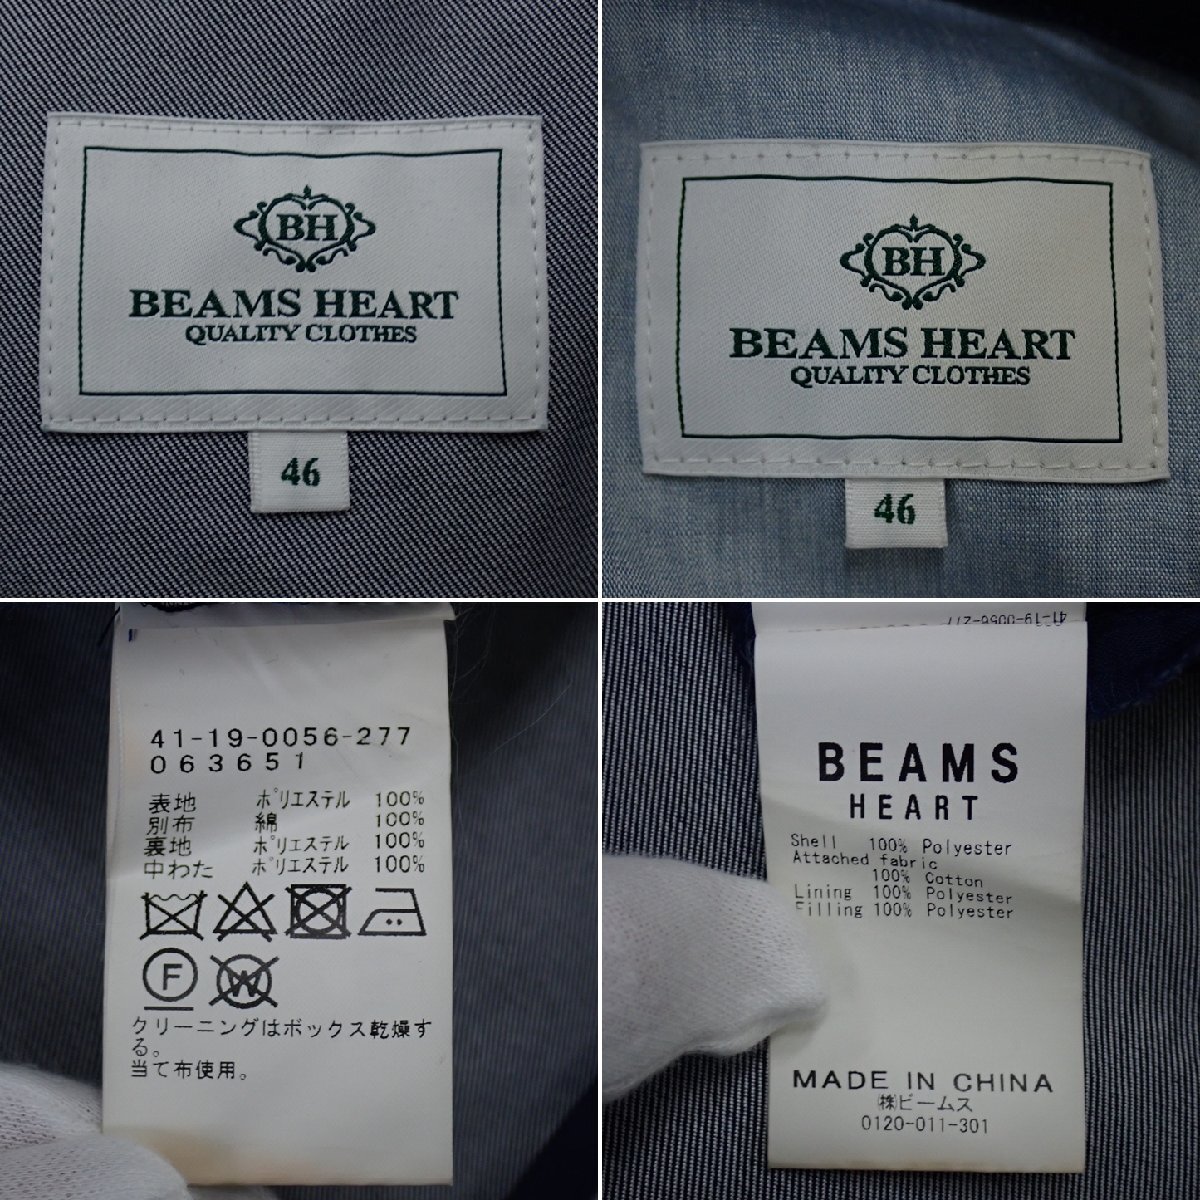 BH
BEAMS HEART
QUALITY CLOTHES
46
BH
BEAMS HEART
QUALITY CLOTHES
46
41-19-0056-277
063651
表地 ポリエステル 100%
別布 綿 100%
裏地 ポリエステル 100%
中わた ポリエステル 100%
F W
クリーニングはボックス乾燥す
る。
当て布使用。
41-19-0056-277
BEAMS
HEART
Shell 100% Polyester
Attached fabric
100% Cotton
Lining 100% Polyester
Filling 100% Polyester
MADE IN CHINA
㈱ビームス
0120-011-301